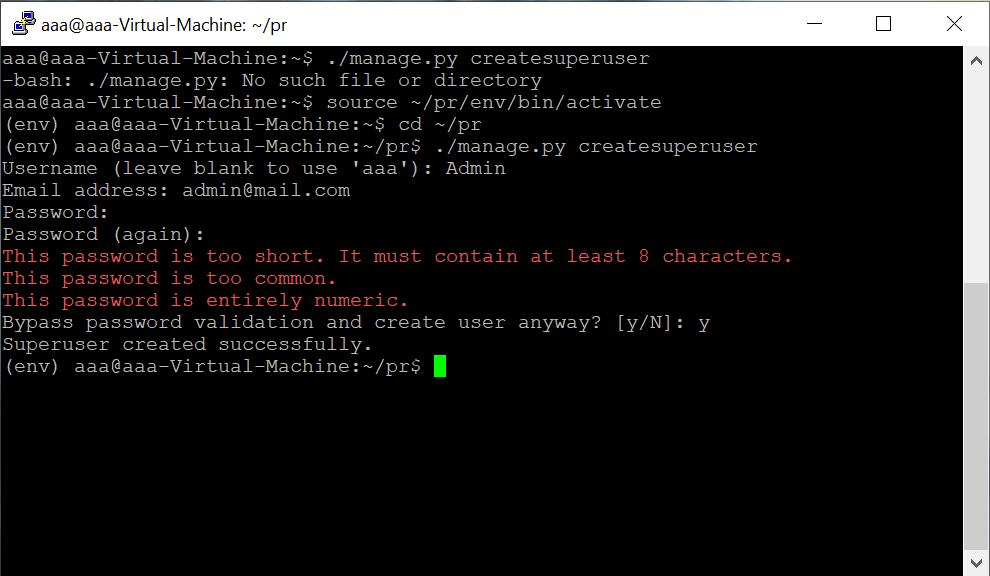 aaa@aaa-Virtual-Machine: ~/pr
aaa@aaa-Virtual-Machine:~$ ./manage.py createsuperuser
-bash: ./manage.py: No such file or directory
aaa@aaa-Virtual-Machine:~$ source ~/pr/env/bin/activate
(env) aaa@aaa-Virtual-Machine:~$ cd ~/pr
(env) aaa@aaa-Virtual-Machine:~/pr$ ./manage.py createsuperuser
Username (leave blank to use 'aaa'): Admin
Email address: admin@mail.com
Password:
Password (again):
This password is too short. It must contain at least 8 characters.
This password is too common.
This password is entirely numeric.
Bypass password validation and create user anyway? [y/N]: y
Superuser created successfully.
(env) aaa@aaa-Virtual-Machine:~/pr$